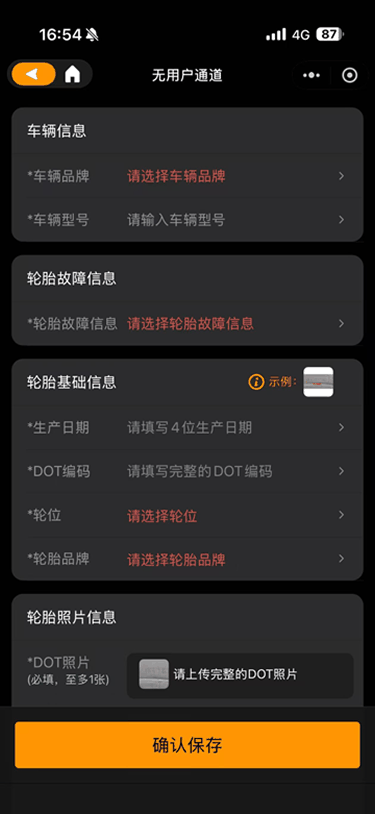 16:54
4G
87
无用户通道
车辆信息
*车辆品牌 请选择车辆品牌
*车辆型号 请输入车辆型号
轮胎故障信息
*轮胎故障信息 请选择轮胎故障信息
轮胎基础信息 示例：
*生产日期 请填写4位生产日期
*DOT编码 请填写完整的DOT编码
*轮位 请选择轮位
*轮胎品牌 请选择轮胎品牌
轮胎照片信息
*DOT照片
(必填，至多1张)
请上传完整的DOT照片
确认保存